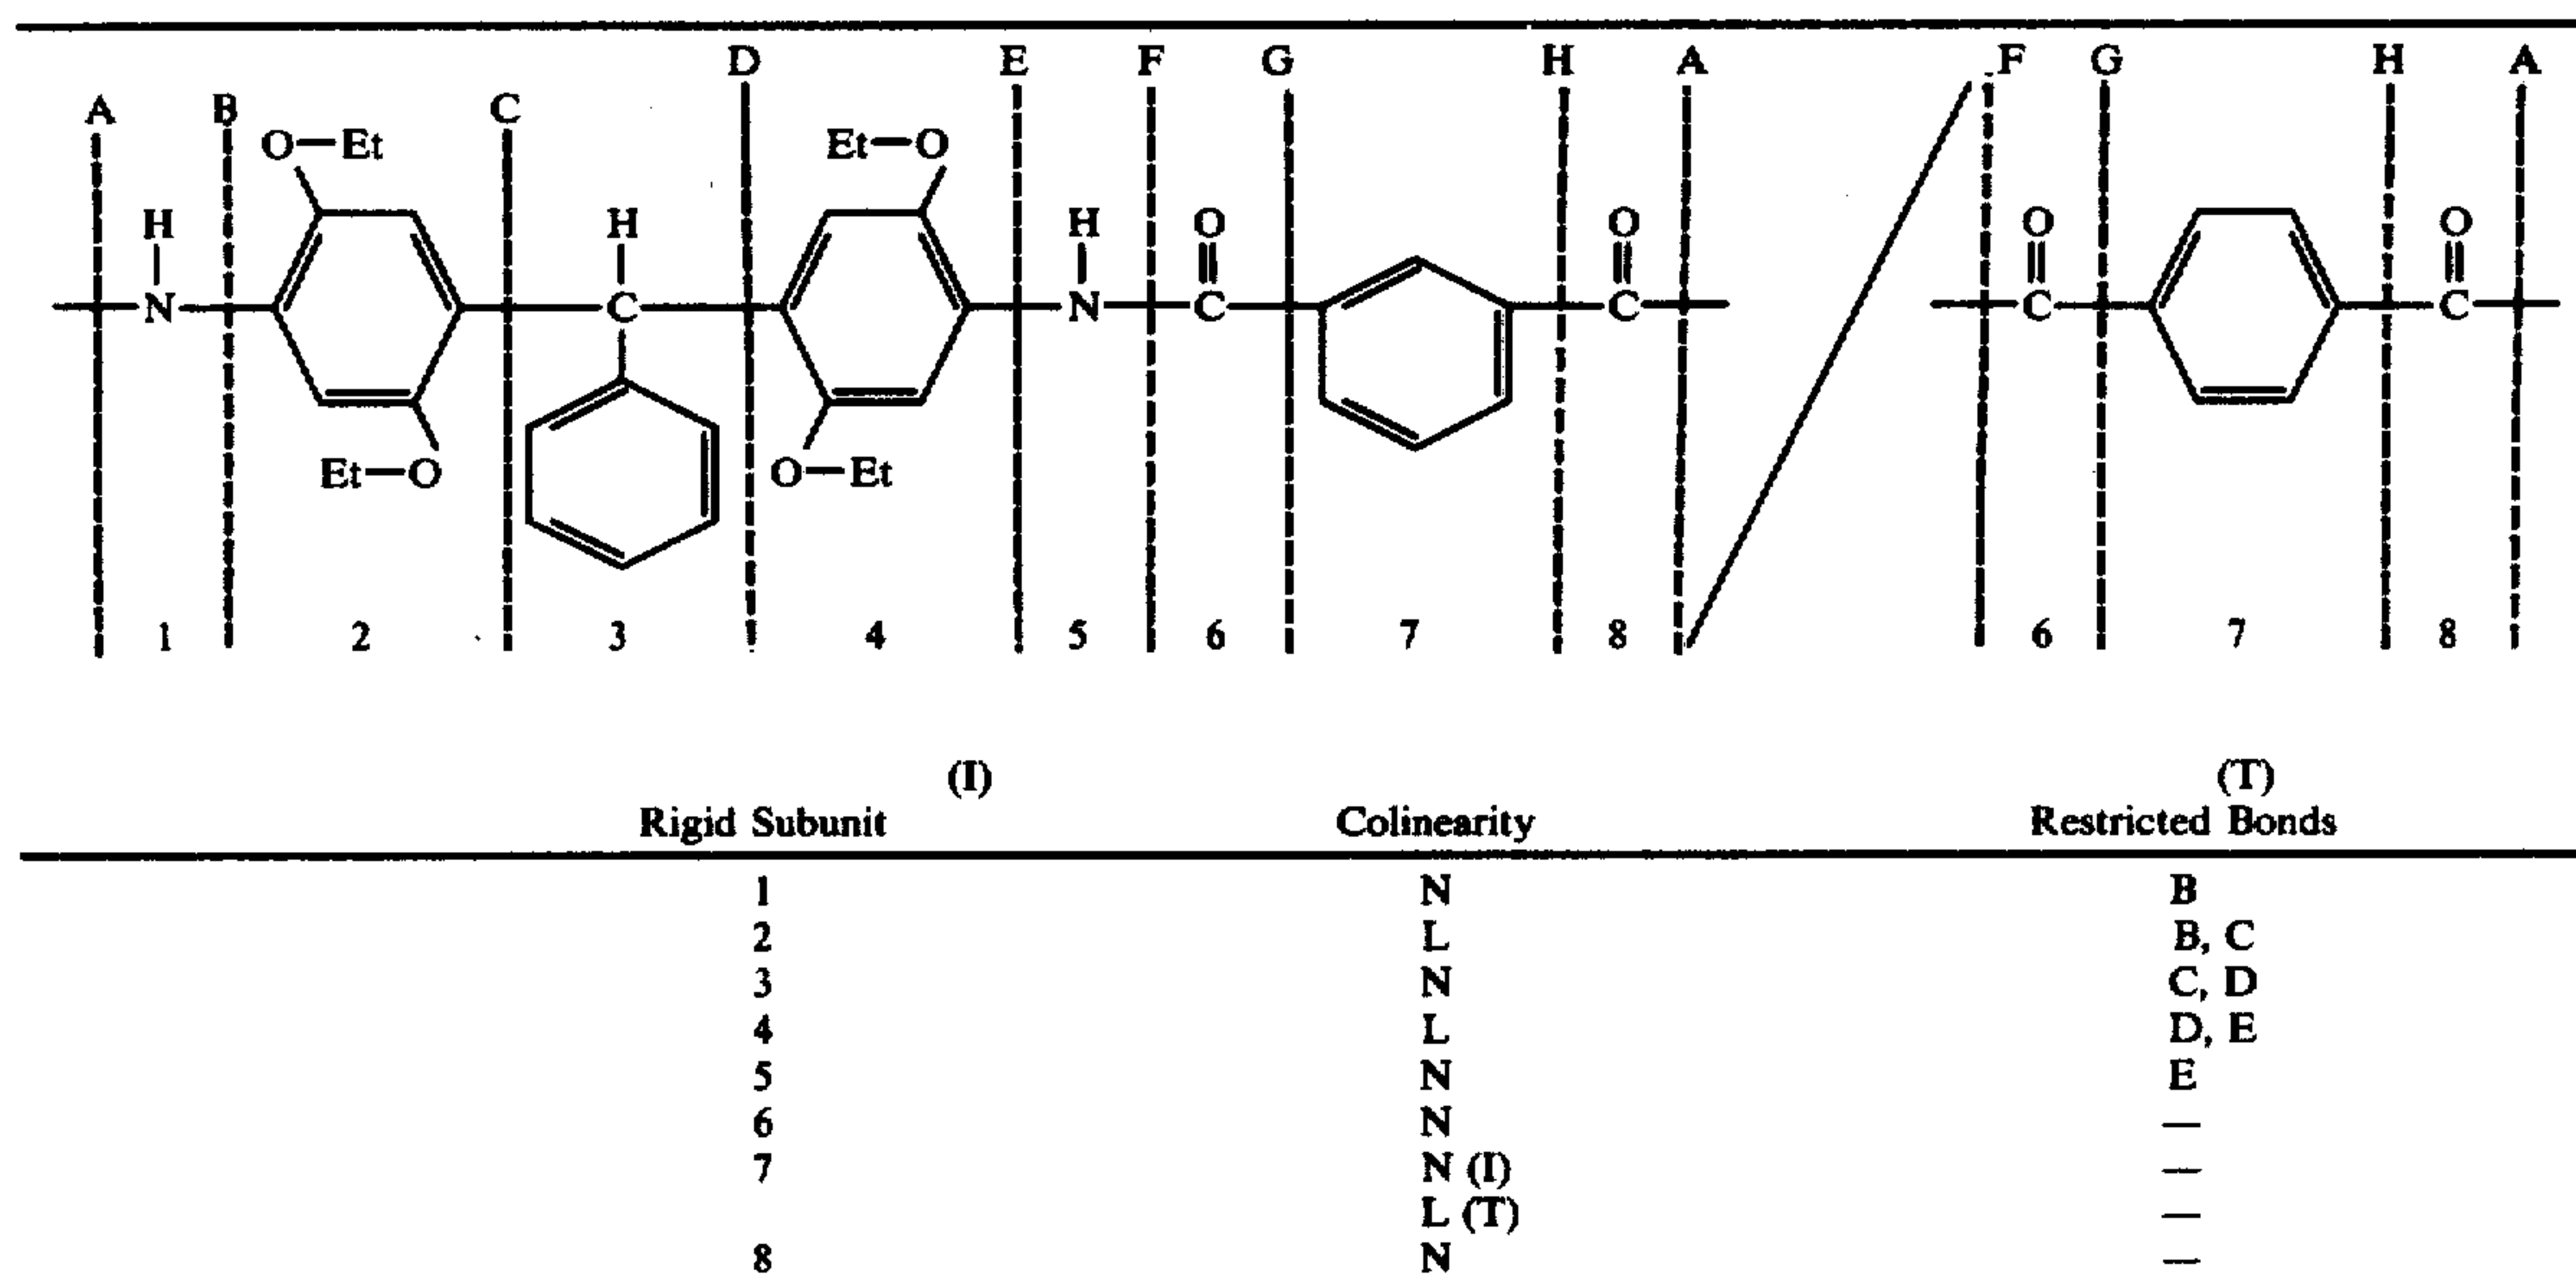 D E F G H A F G H A
A B C
O—Et Et—O
H H H O O O O
N C N C C C C
Et—O O—Et
1 2 3 4 5 6 7 8 6 7 8
(I) (T)
Rigid Subunit Colinearity Restricted Bonds
1 N B
2 L B, C
3 N C, D
4 L D, E
5 N E
6 N —
7 N (I) —
L (T) —
8 N —